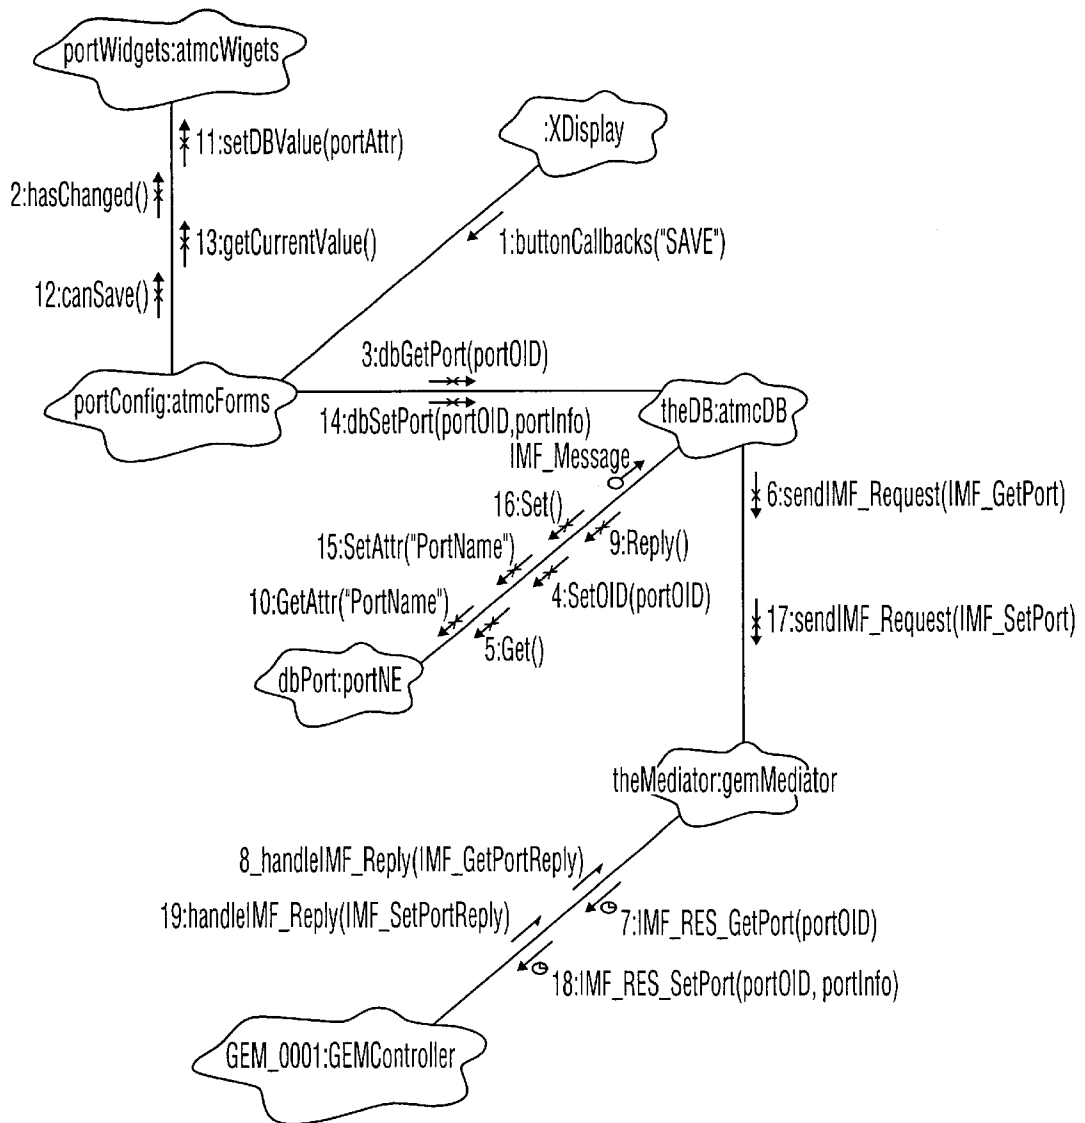 portWidgets:atmcWigets
:XDisplay
11:setDBValue(portAttr)
2:hasChanged()
13:getCurrentValue()
1:buttonCallbacks("SAVE")
12:canSave()
3:dbGetPort(portOID)
portConfig:atmcForms
theDB:atmcDB
14:dbSetPort(portOID,portInfo)
IMF_Message
6:sendIMF_Request(IMF_GetPort)
16:Set()
9:Reply()
15:SetAttr("PortName")
4:SetOID(portOID)
10:GetAttr("PortName")
17:sendIMF_Request(IMF_SetPort)
5:Get()
dbPort:portNE
theMediator:gemMediator
8_handleIMF_Reply(IMF_GetPortReply)
19:handleIMF_Reply(IMF_SetPortReply)
7:IMF_RES_GetPort(portOID)
18:IMF_RES_SetPort(portOID, portInfo)
GEM_0001:GEMController